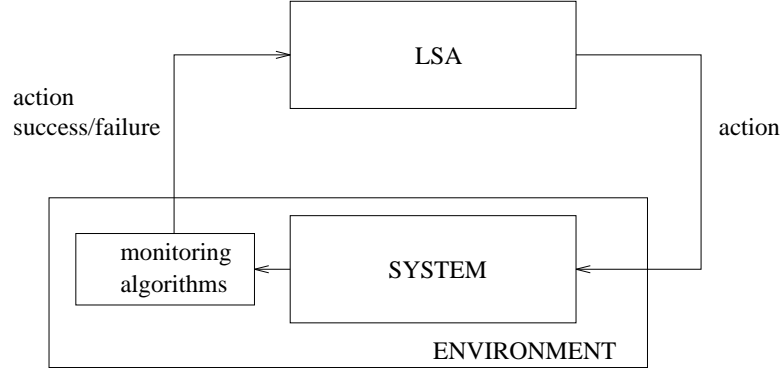 LSA
action
success/failure
action
monitoring
algorithms
SYSTEM
ENVIRONMENT